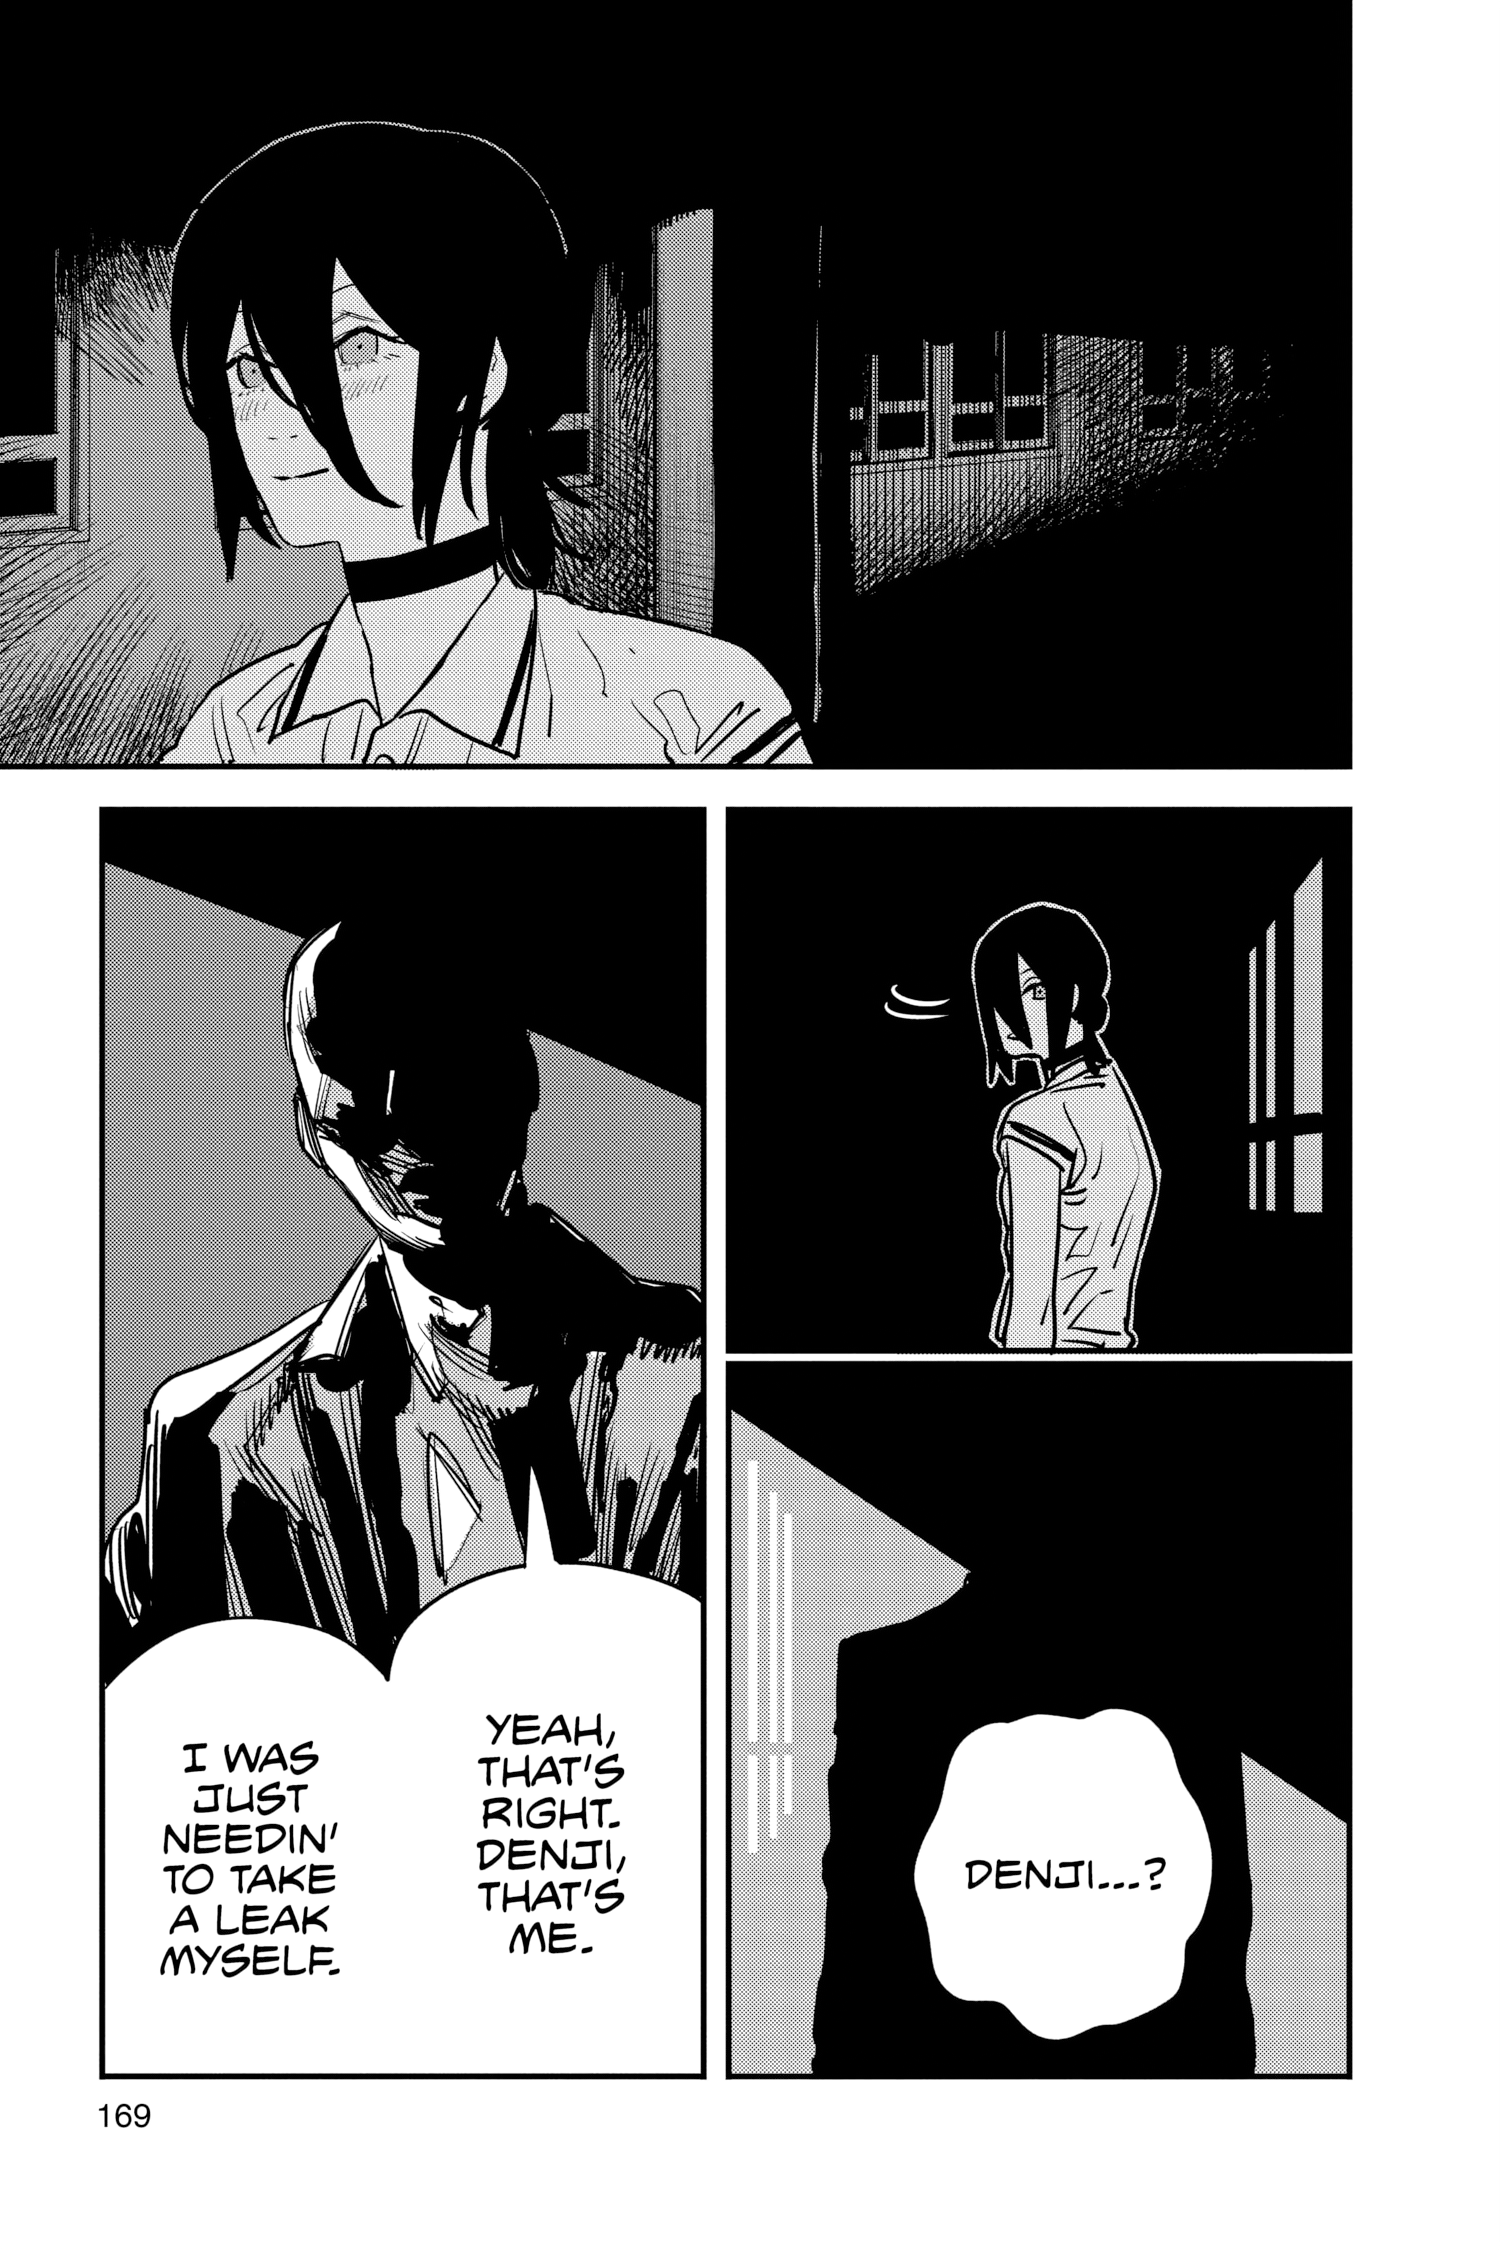 DENJI...?
YEAH,
THAT'S
RIGHT.
DENJI,
THAT'S
ME.
I WAS
JUST
NEEDIN'
TO TAKE
A LEAK
MYSELF.
169